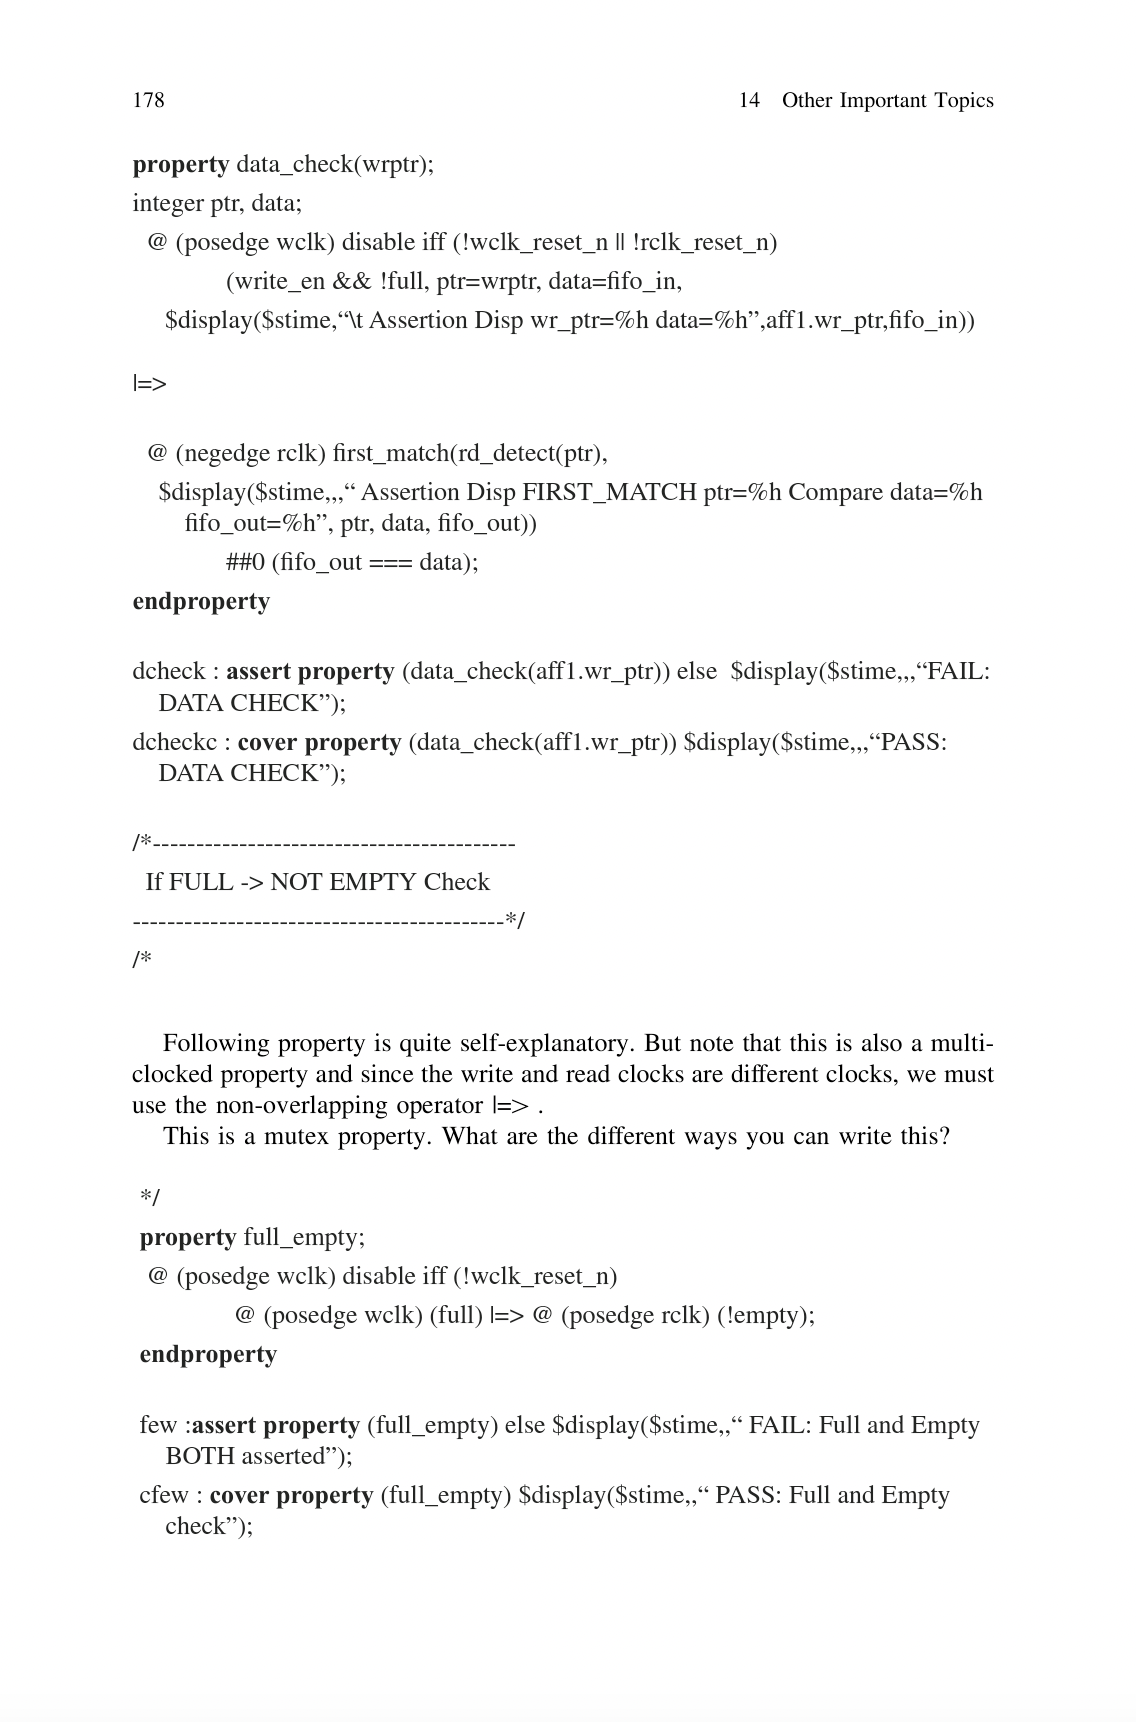 178 14 Other Important Topics
property data_check(wrptr);
integer ptr, data;
@ (posedge wclk) disable iff (!wclk_reset_n || !rclk_reset_n)
(write_en && !full, ptr=wrptr, data=fifo_in,
$display($stime,“\t Assertion Disp wr_ptr=%h data=%h”,aff1.wr_ptr,fifo_in))
|=>
@ (negedge rclk) first_match(rd_detect(ptr),
$display($stime,,,“ Assertion Disp FIRST_MATCH ptr=%h Compare data=%h
fifo_out=%h”, ptr, data, fifo_out))
##0 (fifo_out === data);
endproperty
dcheck : assert property (data_check(aff1.wr_ptr)) else $display($stime,,,“FAIL:
DATA CHECK”);
dcheckc : cover property (data_check(aff1.wr_ptr)) $display($stime,,,“PASS:
DATA CHECK”);
/*------------------------------------------
If FULL -> NOT EMPTY Check
-------------------------------------------*/
/*
Following property is quite self-explanatory. But note that this is also a multi-
clocked property and since the write and read clocks are different clocks, we must
use the non-overlapping operator |=> .
This is a mutex property. What are the different ways you can write this?
*/
property full_empty;
@ (posedge wclk) disable iff (!wclk_reset_n)
@ (posedge wclk) (full) |=> @ (posedge rclk) (!empty);
endproperty
few :assert property (full_empty) else $display($stime,,“ FAIL: Full and Empty
BOTH asserted”);
cfew : cover property (full_empty) $display($stime,,“ PASS: Full and Empty
check”);